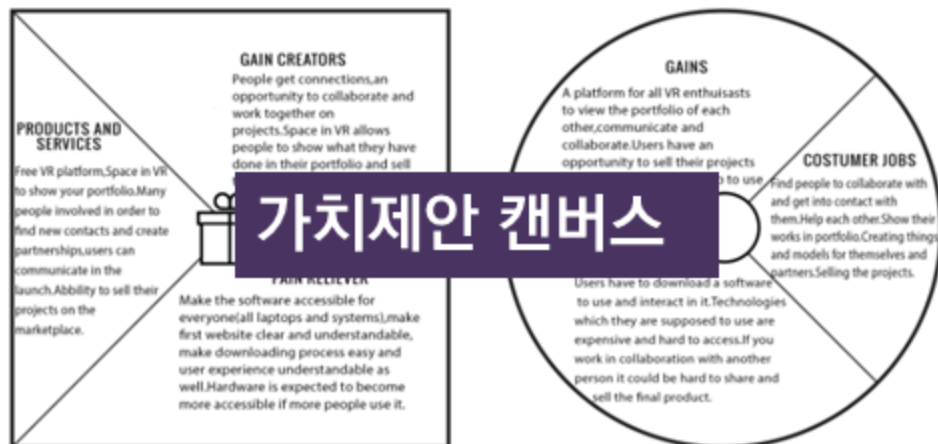 PRODUCTS AND
SERVICES
Free VR platform,Space in VR
to show your portfolio.Many
people involved in order to
find new contacts and create
partnerships,users can
communicate in the
launch.Abbility to sell their
projects on the
marketplace.
GAIN CREATORS
People get connections,an
opportunity to collaborate and
work together on
projects.Space in VR allows
people to show what they have
done in their portfolio and sell
가치제안 캔버스
PAIN RELIEVER
Make the software accessible for
everyone(all laptops and systems),make
first website clear and understandable,
make downloading process easy and
user experience understandable as
well.Hardware is expected to become
more accessible if more people use it.
GAINS
A platform for all VR enthuisasts
to view the portfolio of each
other,communicate and
collaborate.Users have an
opportunity to sell their projects
to use
COSTUMER JOBS
Find people to collaborate with
and get into contact with
them.Help each other.Show their
works in portfolio.Creating things
and models for themselves and
partners.Selling the projects.
Users have to download a software
to use and interact in it.Technologies
which they are supposed to use are
expensive and hard to access.If you
work in collaboration with another
person it could be hard to share and
sell the final product.